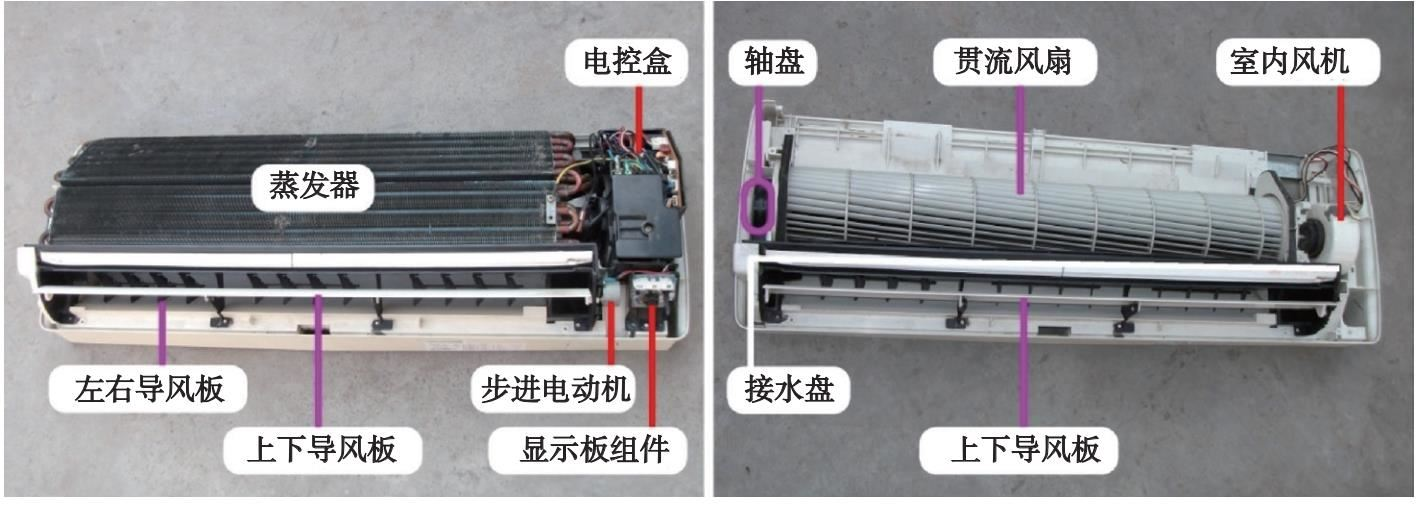 电控盒
蒸发器
左右导风板
步进电动机
上下导风板
显示板组件
轴盘
贯流风扇
室内风机
接水盘
上下导风板